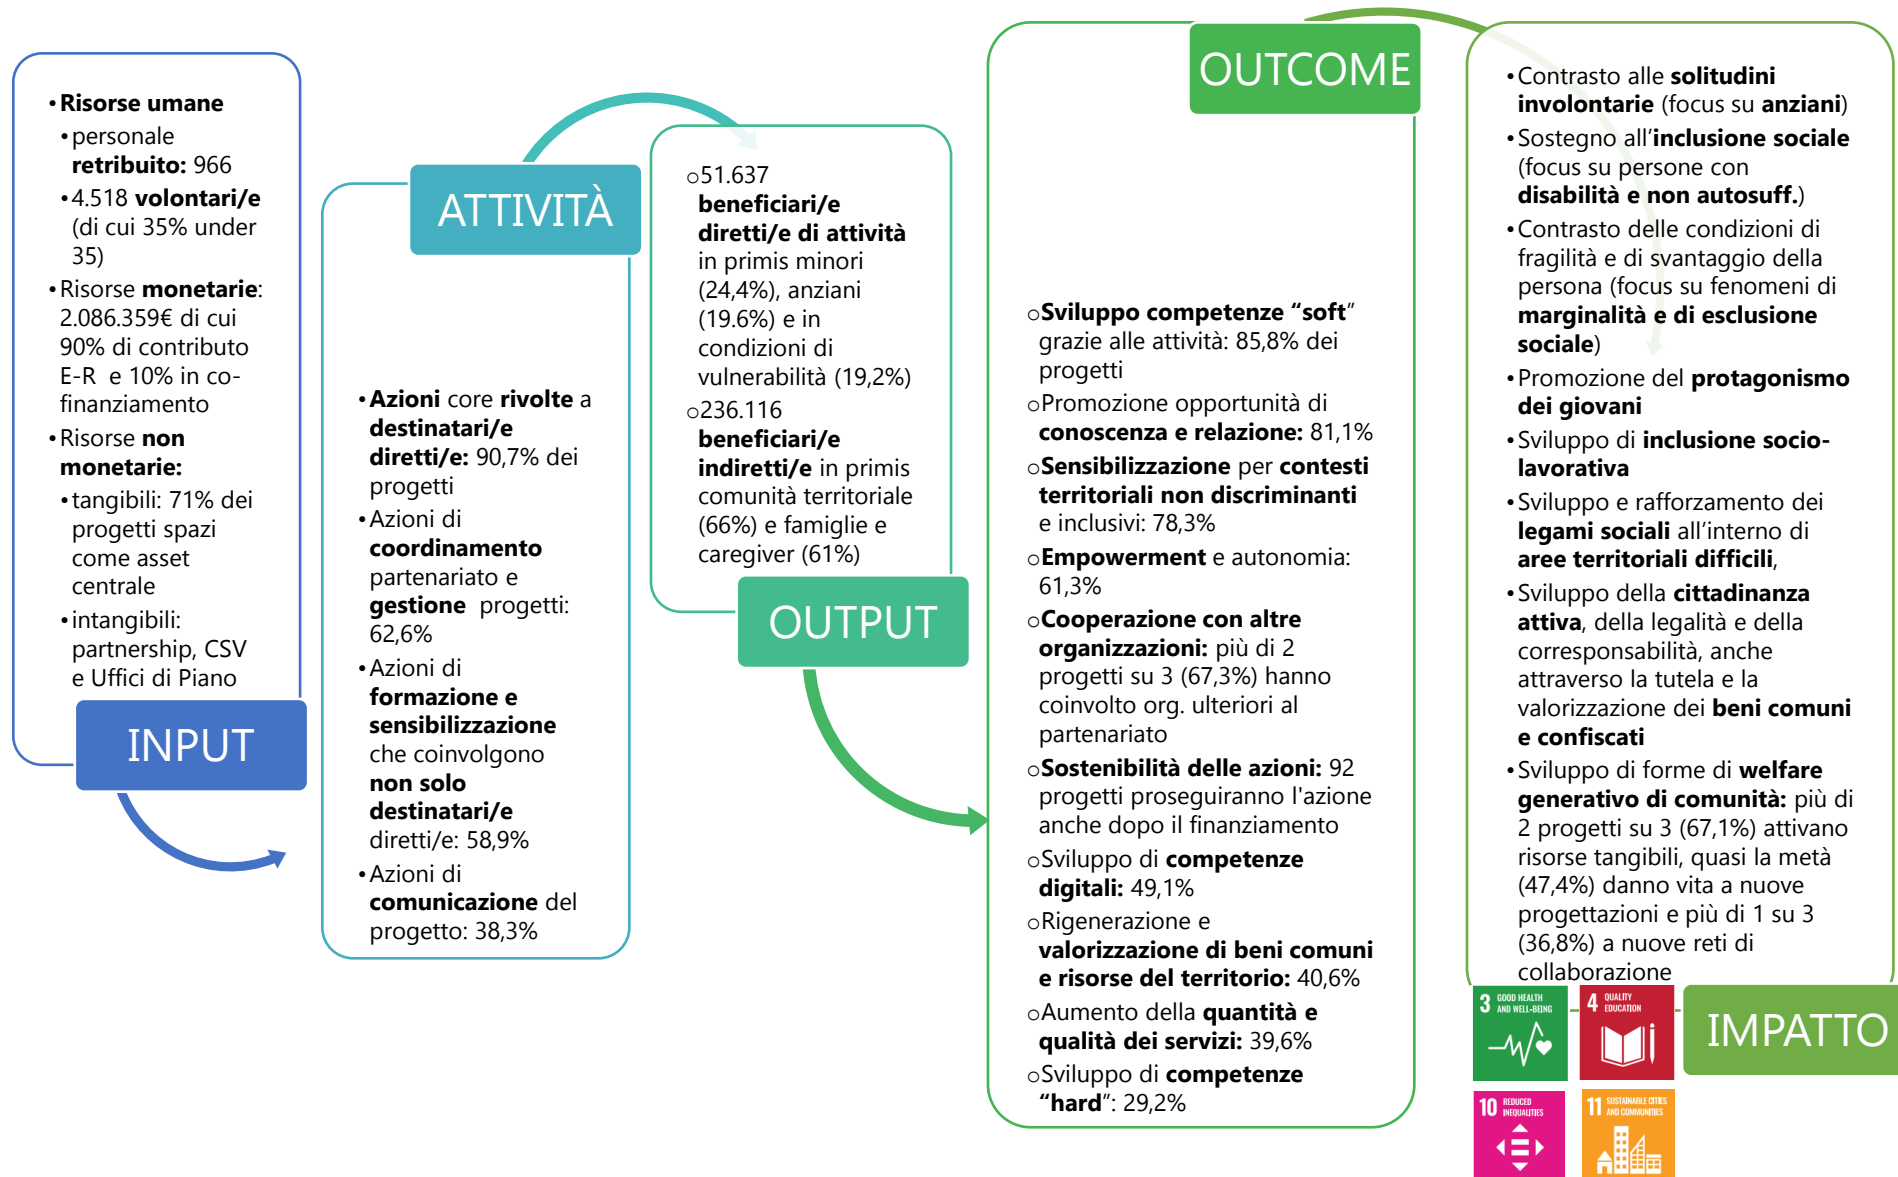 •Risorse umane
•personale
retribuito: 966
•4.518 volontari/e
(di cui 35% under
35)
•Risorse monetarie:
2.086.359€ di cui
90% di contributo
E-R e 10% in co-
finanziamento
•Risorse non
monetarie:
•tangibili: 71% dei
progetti spazi
come asset
centrale
•intangibili:
partnership, CSV
e Uffici di Piano
INPUT
ATTIVITÀ
•Azioni core rivolte a
destinatari/e
diretti/e: 90,7% dei
progetti
•Azioni di
coordinamento
partenariato e
gestione progetti:
62,6%
•Azioni di
formazione e
sensibilizzazione
che coinvolgono
non solo
destinatari/e
diretti/e: 58,9%
•Azioni di
comunicazione del
progetto: 38,3%
o51.637
beneficiari/e
diretti/e di attività
in primis minori
(24,4%), anziani
(19.6%) e in
condizioni di
vulnerabilità (19,2%)
o236.116
beneficiari/e
indiretti/e in primis
comunità territoriale
(66%) e famiglie e
caregiver (61%)
OUTPUT
OUTCOME
oSviluppo competenze “soft”
grazie alle attività: 85,8% dei
progetti
oPromozione opportunità di
conoscenza e relazione: 81,1%
oSensibilizzazione per contesti
territoriali non discriminanti
e inclusivi: 78,3%
oEmpowerment e autonomia:
61,3%
oCooperazione con altre
organizzazioni: più di 2
progetti su 3 (67,3%) hanno
coinvolto org. ulteriori al
partenariato
oSostenibilità delle azioni: 92
progetti proseguiranno l'azione
anche dopo il finanziamento
oSviluppo di competenze
digitali: 49,1%
oRigenerazione e
valorizzazione di beni comuni
e risorse del territorio: 40,6%
oAumento della quantità e
qualità dei servizi: 39,6%
oSviluppo di competenze
“hard”: 29,2%
•Contrasto alle solitudini
involontarie (focus su anziani)
•Sostegno all’inclusione sociale
(focus su persone con
disabilità e non autosuff.)
•Contrasto delle condizioni di
fragilità e di svantaggio della
persona (focus su fenomeni di
marginalità e di esclusione
sociale)
•Promozione del protagonismo
dei giovani
•Sviluppo di inclusione socio-
lavorativa
•Sviluppo e rafforzamento dei
legami sociali all’interno di
aree territoriali difficili,
•Sviluppo della cittadinanza
attiva, della legalità e della
corresponsabilità, anche
attraverso la tutela e la
valorizzazione dei beni comuni
e confiscati
•Sviluppo di forme di welfare
generativo di comunità: più di
2 progetti su 3 (67,1%) attivano
risorse tangibili, quasi la metà
(47,4%) danno vita a nuove
progettazioni e più di 1 su 3
(36,8%) a nuove reti di
collaborazione
IMPATTO
3 GOOD HEALTH
AND WELL-BEING
4 QUALITY
EDUCATION
10 REDUCED
INEQUALITIES
11 SUSTAINABLE CITIES
AND COMMUNITIES